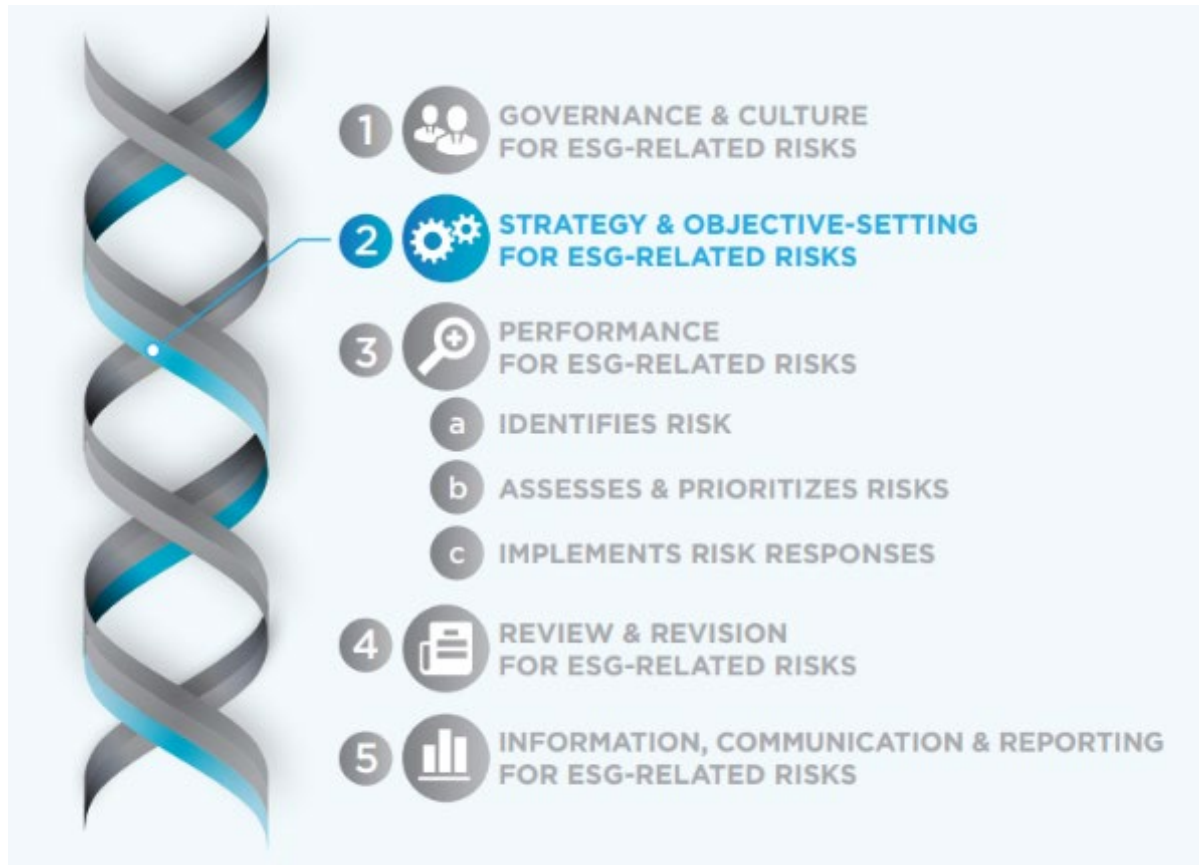 1 GOVERNANCE & CULTURE
FOR ESG-RELATED RISKS
2 STRATEGY & OBJECTIVE-SETTING
FOR ESG-RELATED RISKS
3 PERFORMANCE
FOR ESG-RELATED RISKS
a IDENTIFIES RISK
b ASSESSES & PRIORITIZES RISKS
c IMPLEMENTS RISK RESPONSES
4 REVIEW & REVISION
FOR ESG-RELATED RISKS
5 INFORMATION, COMMUNICATION & REPORTING
FOR ESG-RELATED RISKS